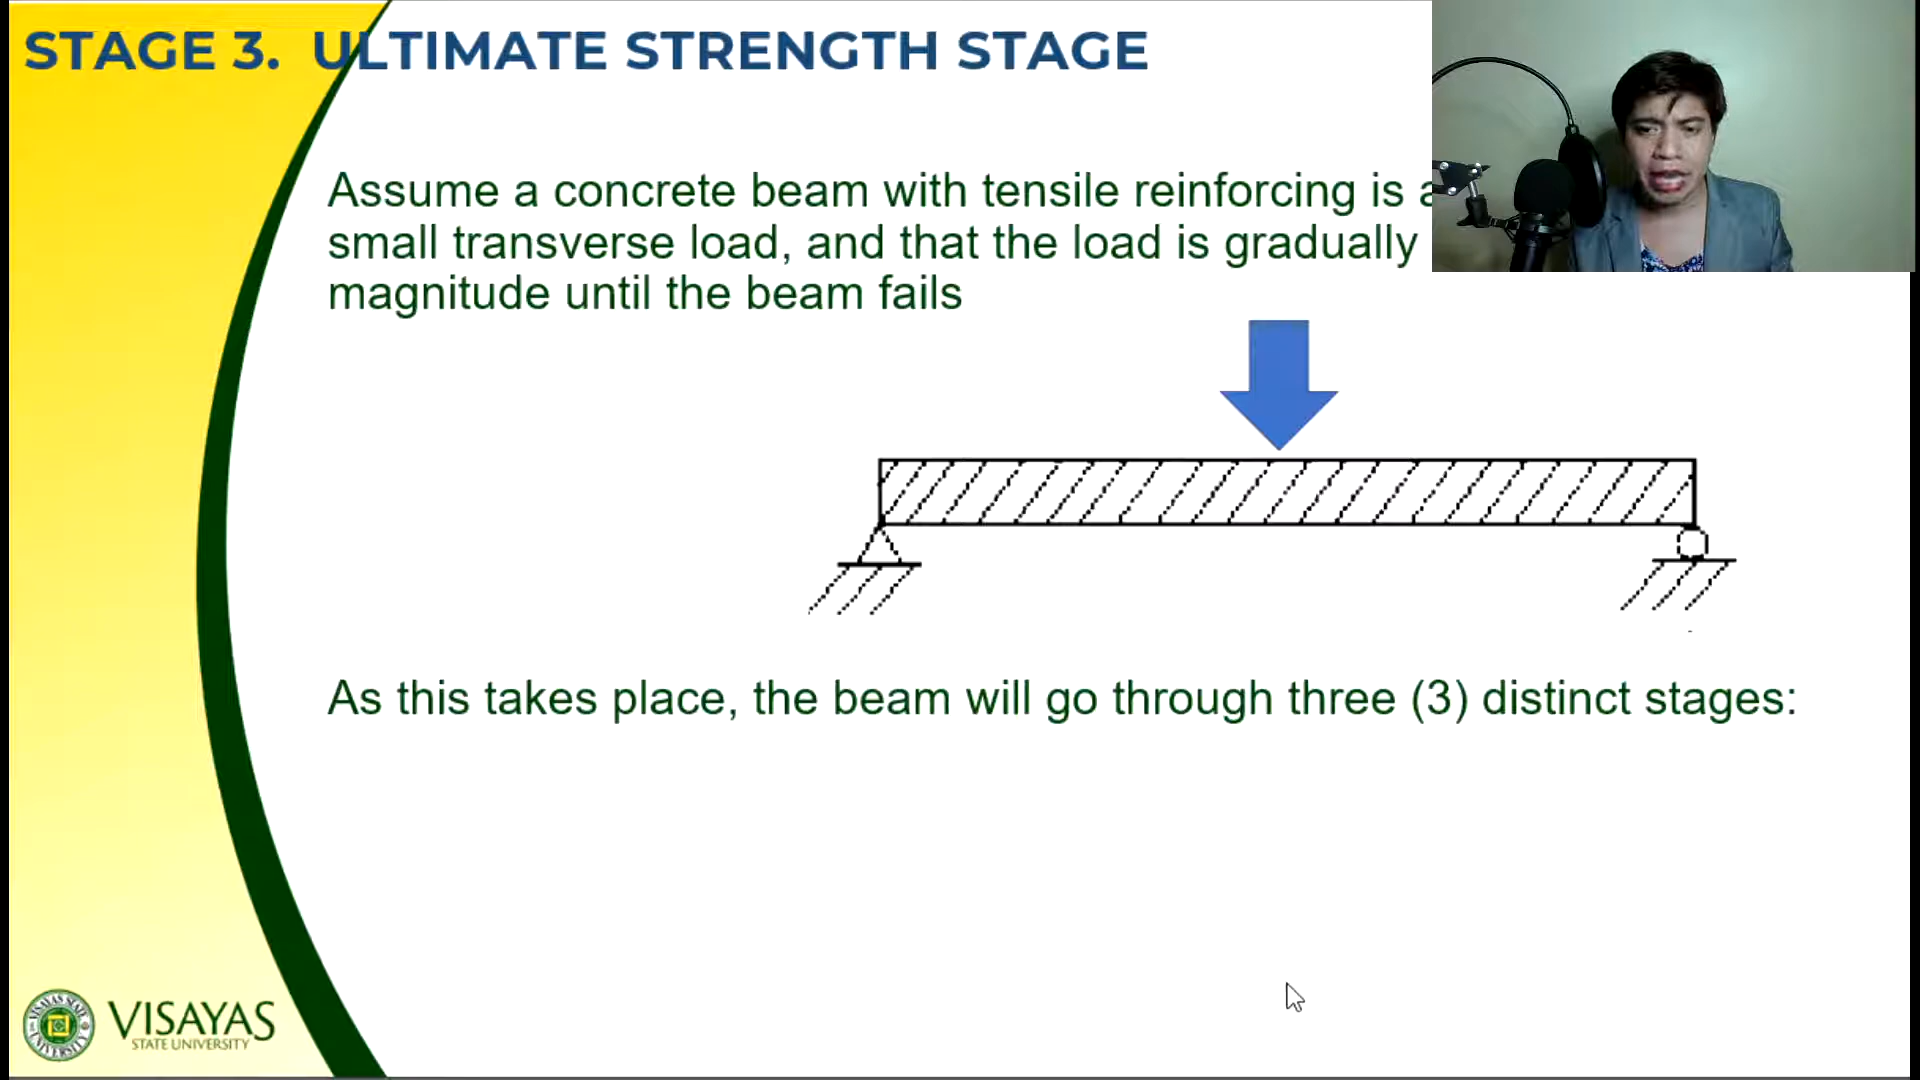 STAGE 3. ULTIMATE STRENGTH STAGE
Assume a concrete beam with tensile reinforcing is
small transverse load, and that the load is gradually
magnitude until the beam fails
As this takes place, the beam will go through three (3) distinct stages:
VISAYAS
STATE UNIVERSITY